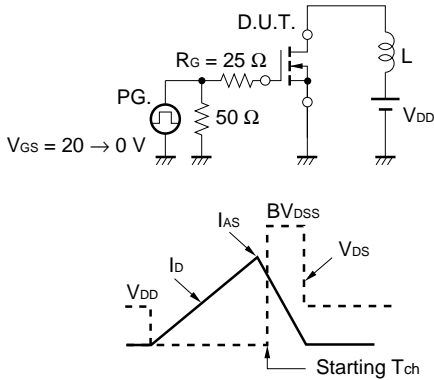 D.U.T.
RG = 25 Ω
L
PG.
50 Ω
VDD
VGS = 20 → 0 V
BVDSS
IAS
ID
VDS
VDD
Starting Tch